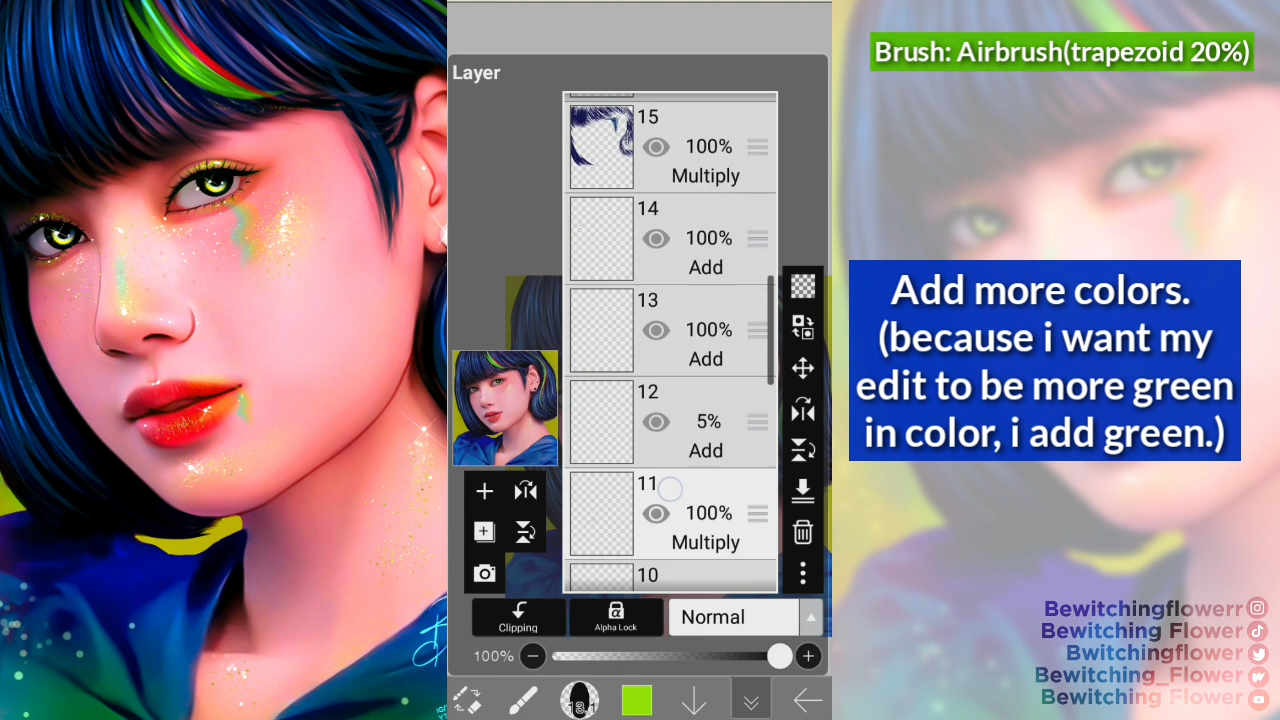 Layer
15
100%
Multiply
14
100%
Add
13
100%
Add
12
5%
Add
11
100%
Multiply
10
Clipping
α
Alpha Lock
Normal
100%
13.1
Brush: Airbrush(trapezoid 20%)
Add more colors.
(because i want my
edit to be more green
in color, i add green.)
Bewitchingflowerr
Bewitching Flower
Bwitchingflower
Bewitching_Flower
Bewitching Flower